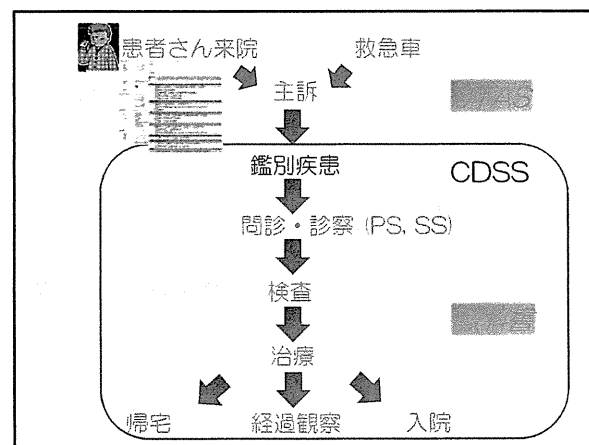 患者さん来院 救急車
主訴
鑑別疾患 CDSS
問診・診察 (PS, SS)
検査
治療
帰宅 経過観察 入院